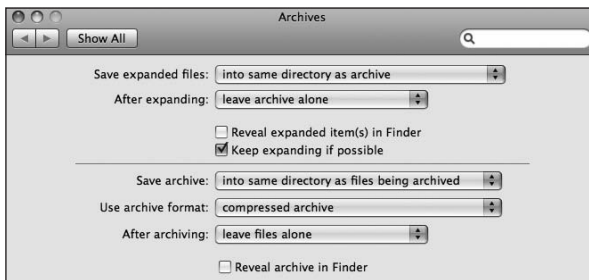 Archives
Show All
Save expanded files: into same directory as archive
After expanding: leave archive alone
Reveal expanded item(s) in Finder
Keep expanding if possible
Save archive: into same directory as files being archived
Use archive format: compressed archive
After archiving: leave files alone
Reveal archive in Finder